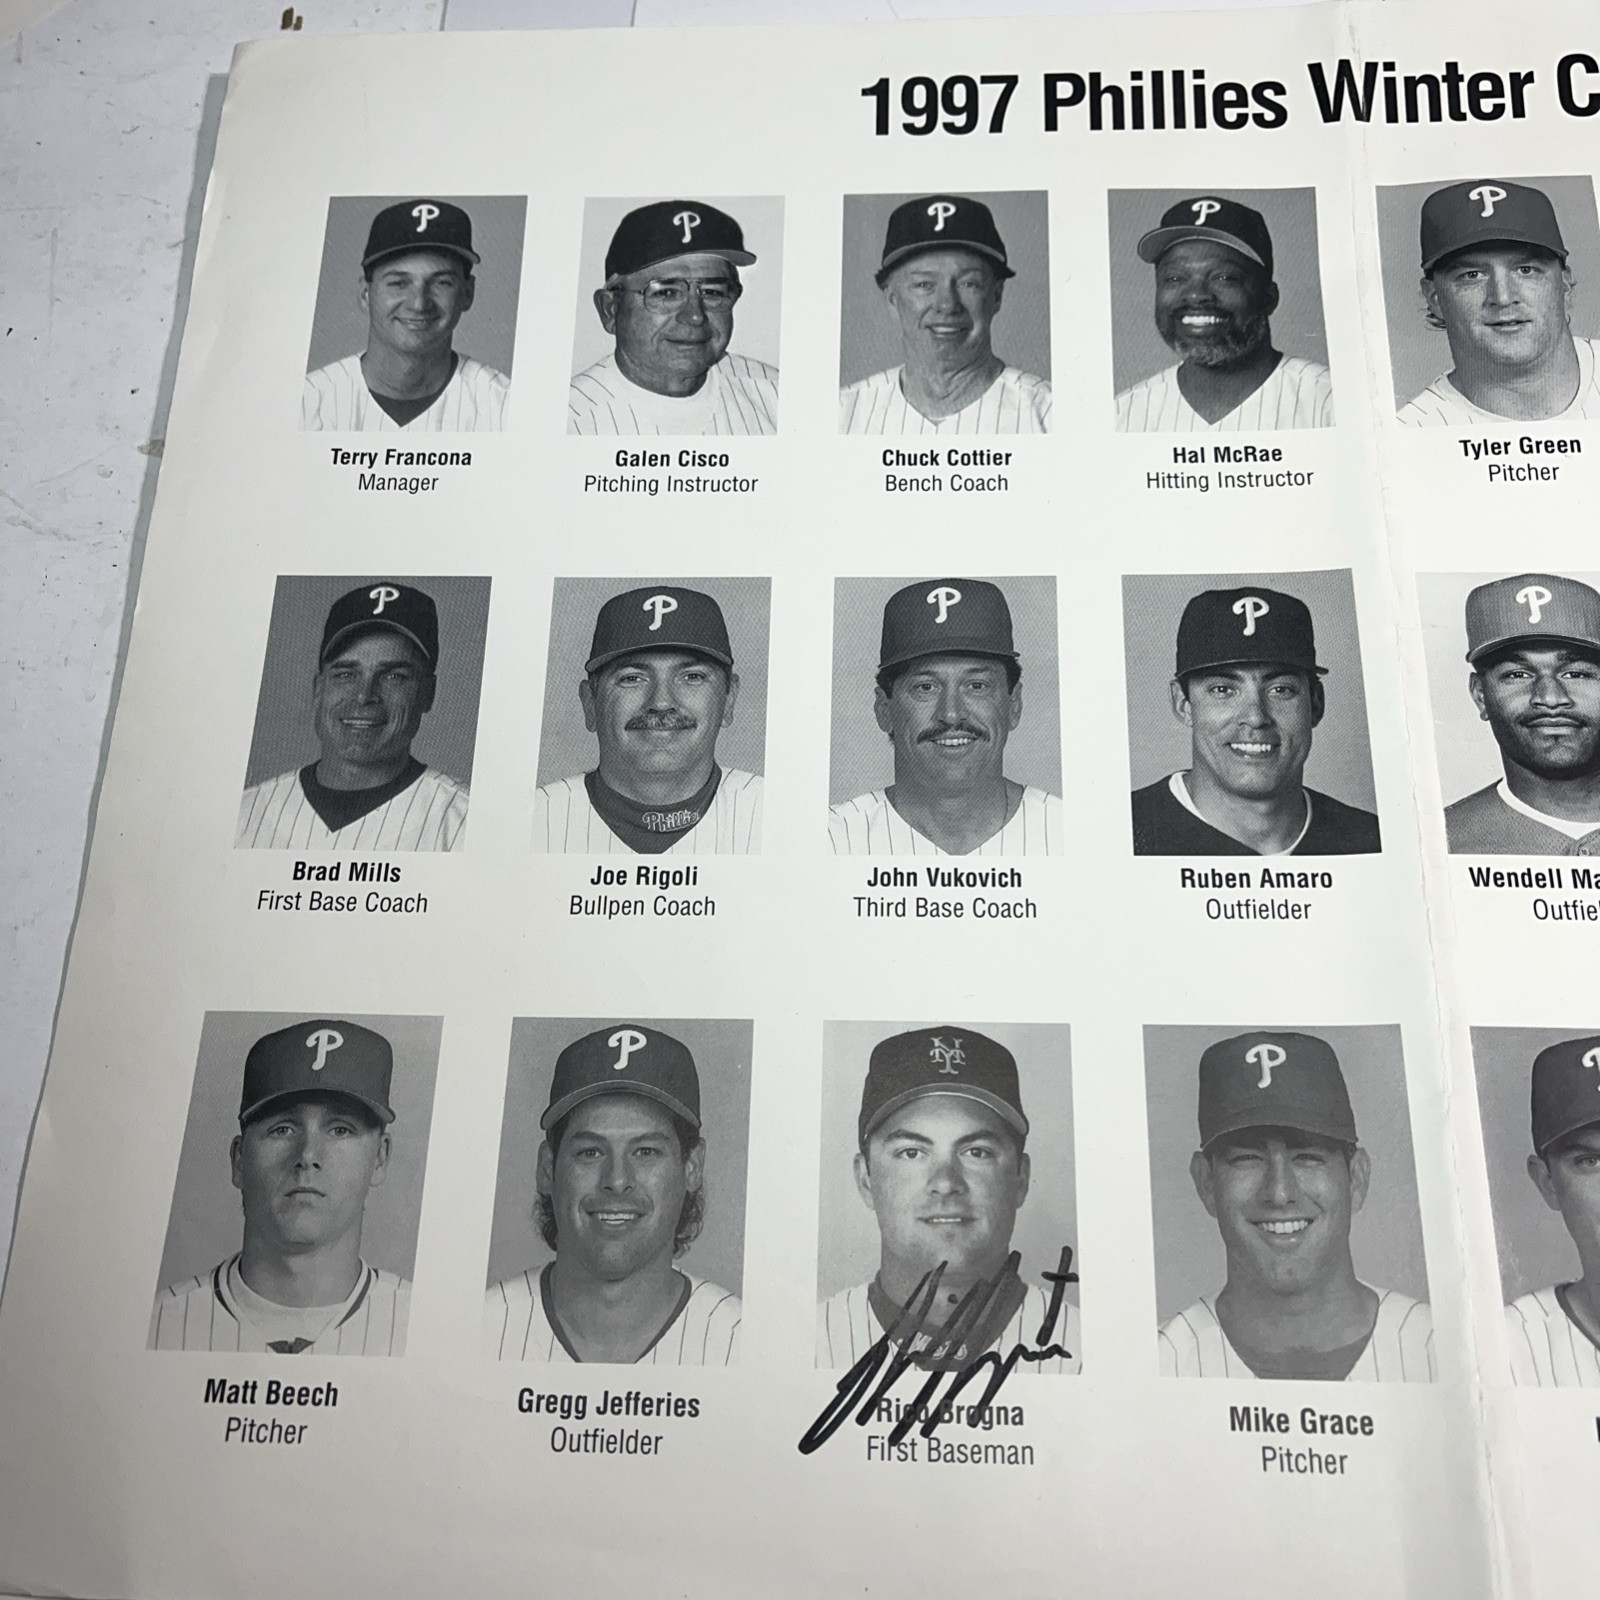 1997 Phillies Winter C
Terry Francona
Manager
Galen Cisco
Pitching Instructor
Chuck Cottier
Bench Coach
Hal McRae
Hitting Instructor
Tyler Green
Pitcher
Brad Mills
First Base Coach
Joe Rigoli
Bullpen Coach
John Vukovich
Third Base Coach
Ruben Amaro
Outfielder
Wendell Ma
Outfie
Phillies
Matt Beech
Pitcher
Gregg Jefferies
Outfielder
Mets
Rico Brogna
First Baseman
Mike Grace
Pitcher